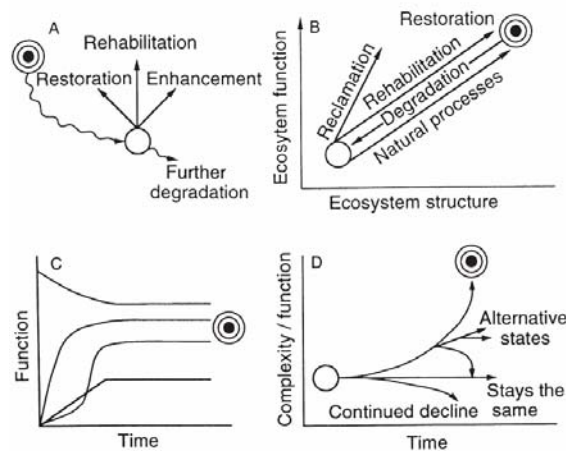 A
Rehabilitation
Restoration
Enhancement
Further
degradation
B
Restoration
Ecosytem function
Reclamation
Rehabilitation
Degradation
Natural processes
Ecosystem structure
C
Function
Time
D
Complexity / function
Alternative
states
Stays the
same
Continued decline
Time